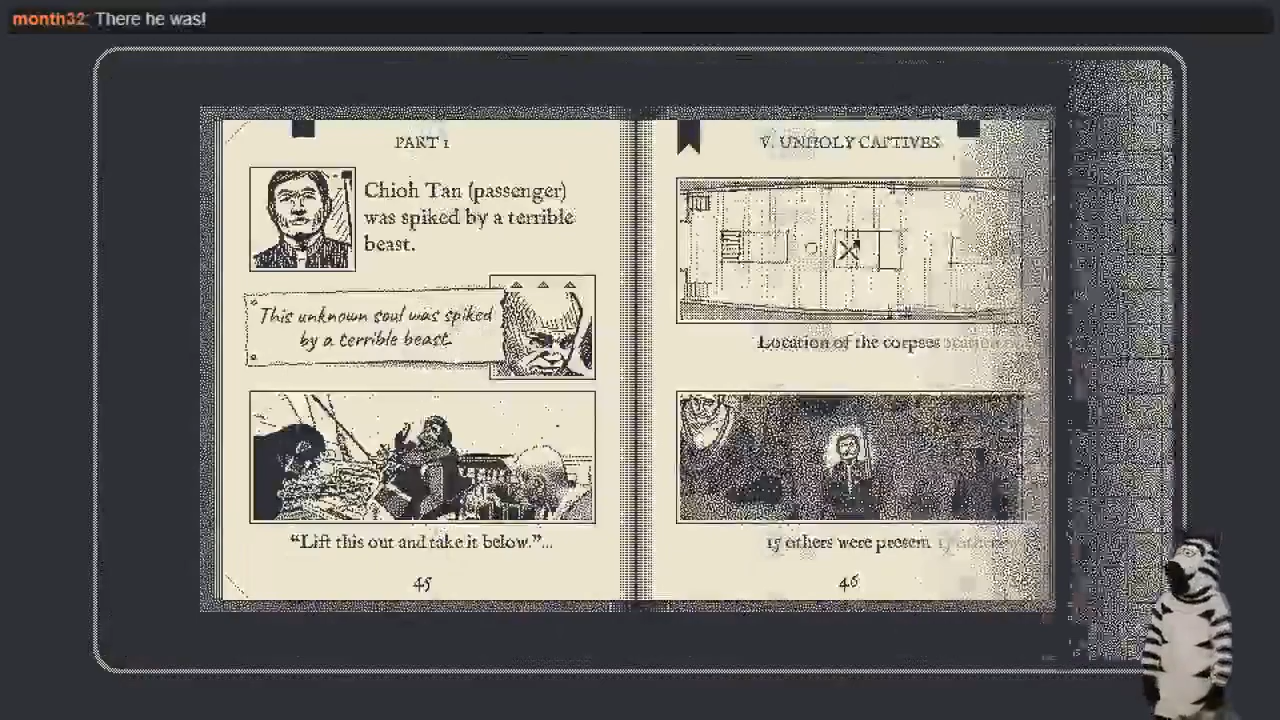 month32: There he was!
PART 1
Chioh Tan (passenger)
was spiked by a terrible
beast.
This unknown soul was spiked
by a terrible beast.
“Lift this out and take it below.”...
45
V. UNHOLY CAPTIVES
Location of the corpses
15 others were present
46